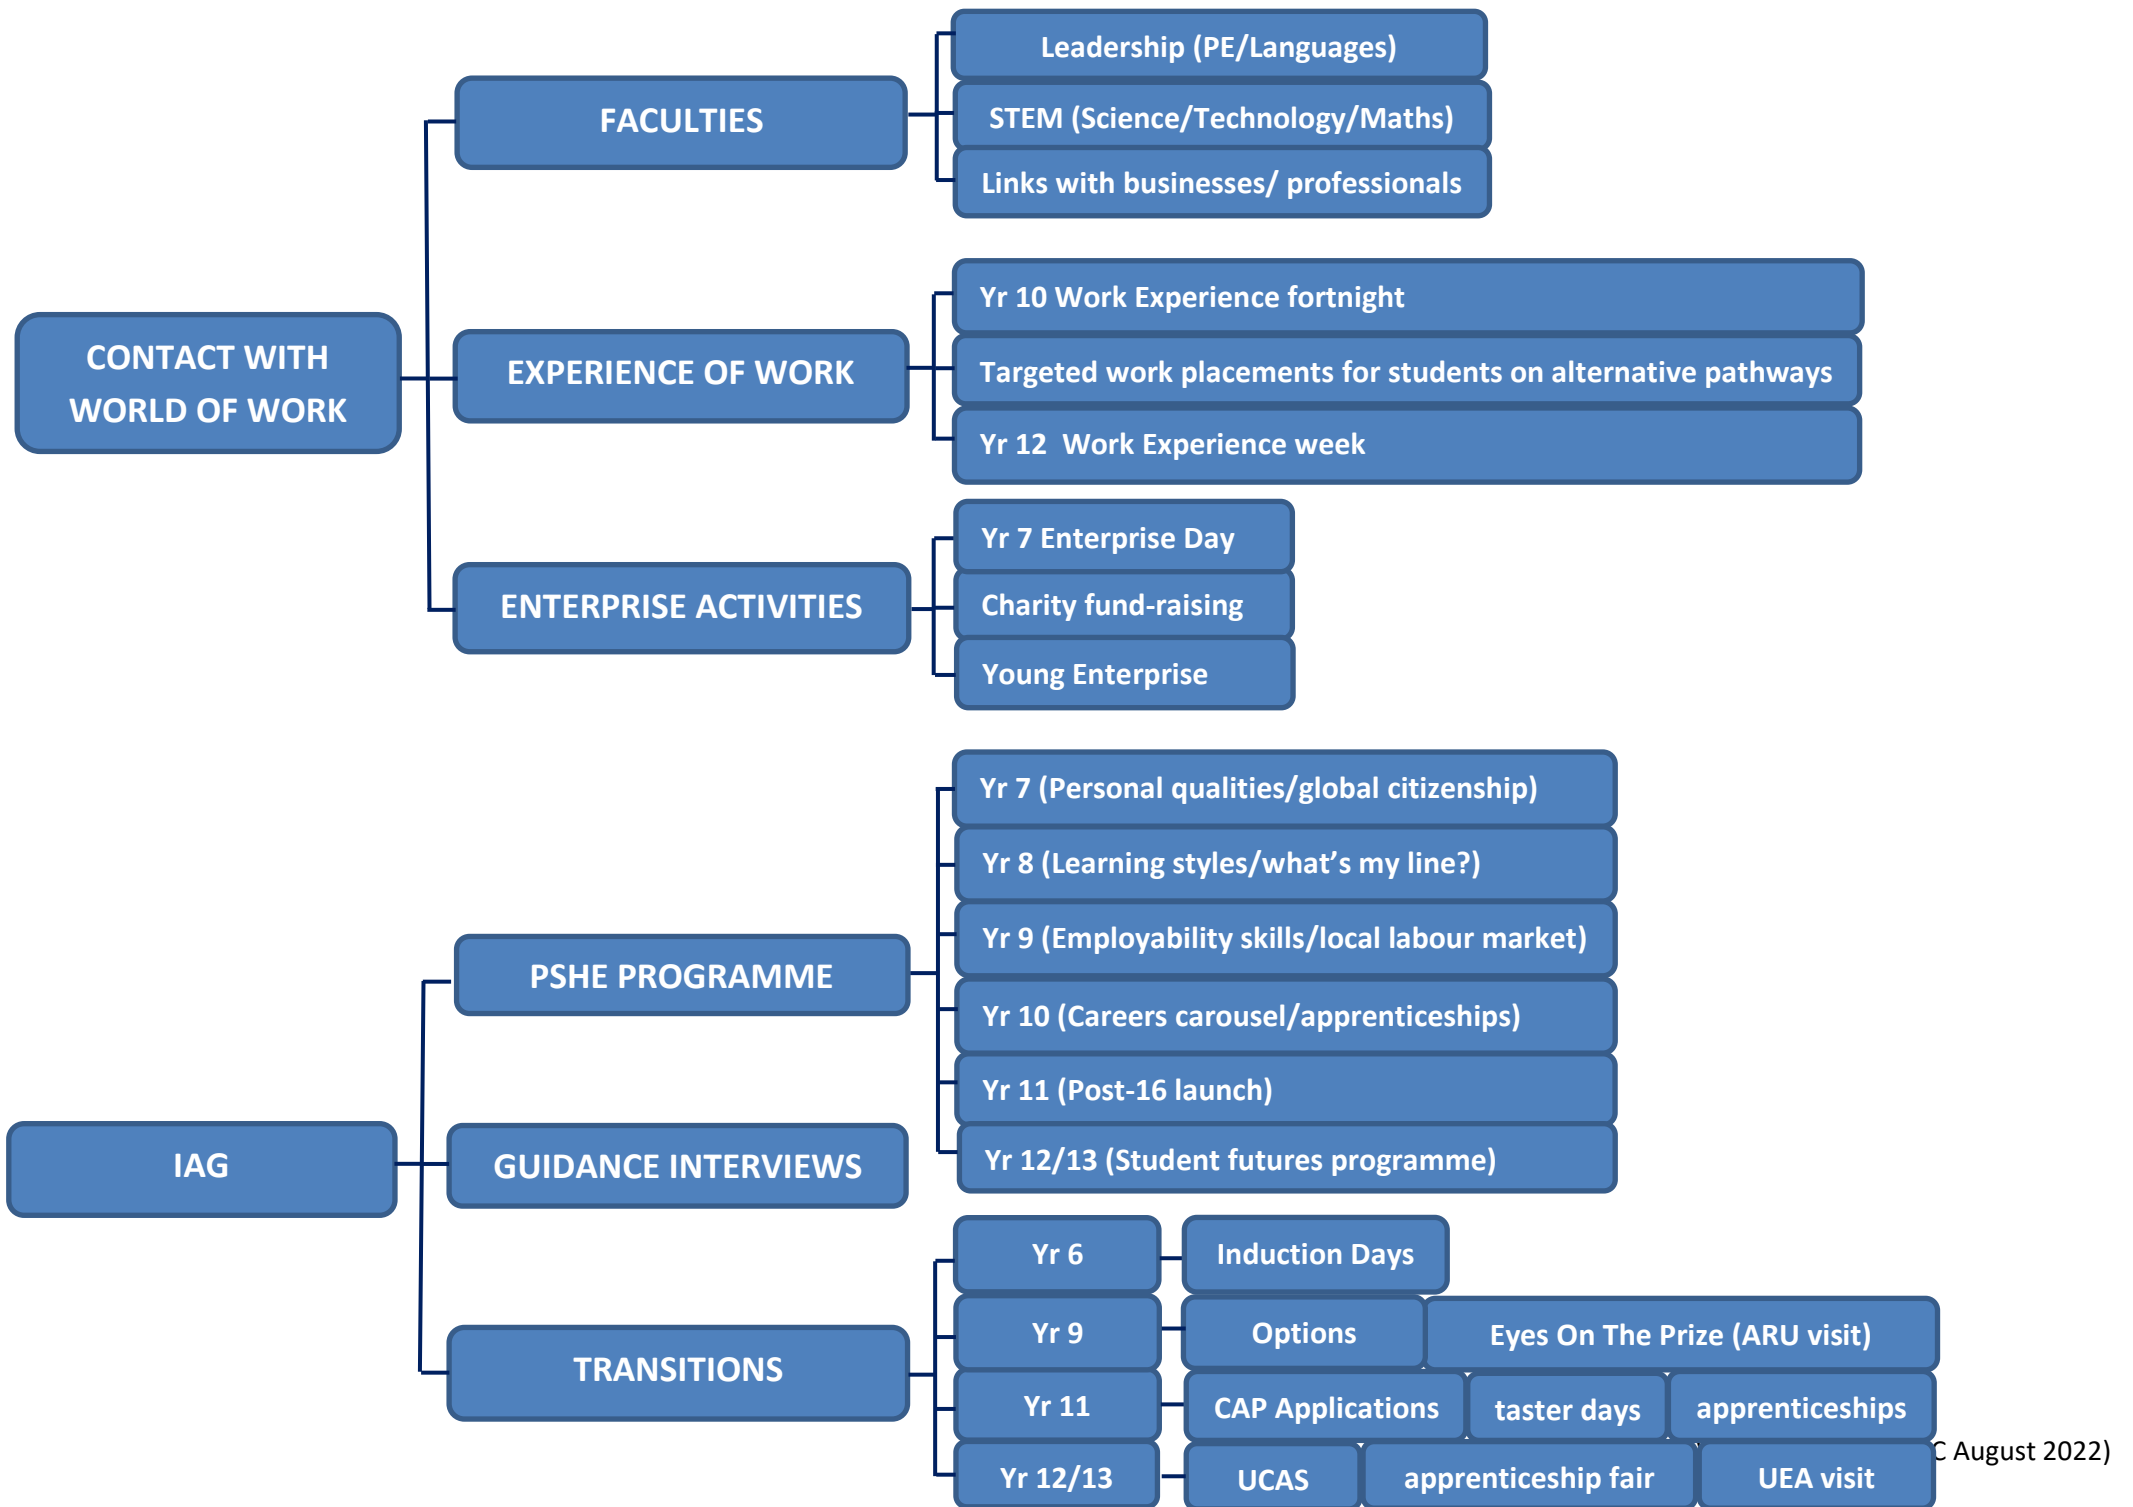 Leadership (PE/Languages)
FACULTIES
STEM (Science/Technology/Maths)
Links with businesses/ professionals
CONTACT WITH
WORLD OF WORK
Yr 10 Work Experience fortnight
EXPERIENCE OF WORK
Targeted work placements for students on alternative pathways
Yr 12  Work Experience week
Yr 7 Enterprise Day
ENTERPRISE ACTIVITIES
Charity fund-raising
Young Enterprise
Yr 7 (Personal qualities/global citizenship)
Yr 8 (Learning styles/what’s my line?)
Yr 9 (Employability skills/local labour market)
PSHE PROGRAMME
Yr 10 (Careers carousel/apprenticeships)
Yr 11 (Post-16 launch)
IAG
GUIDANCE INTERVIEWS
Yr 12/13 (Student futures programme)
TRANSITIONS
Yr 6
Induction Days
Yr 9
Options
Eyes On The Prize (ARU visit)
Yr 11
CAP Applications
taster days
apprenticeships
Yr 12/13
UCAS
apprenticeship fair
UEA visit
August 2022)